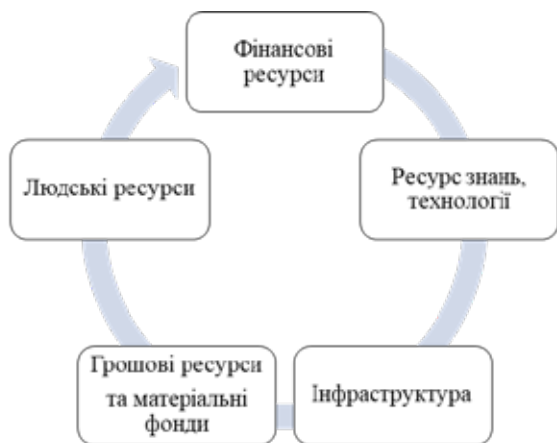 Фінансові
ресурси
Ресурс знань,
технології
Інфраструктура
Грошові ресурси
та матеріальні
фонди
Людські ресурси